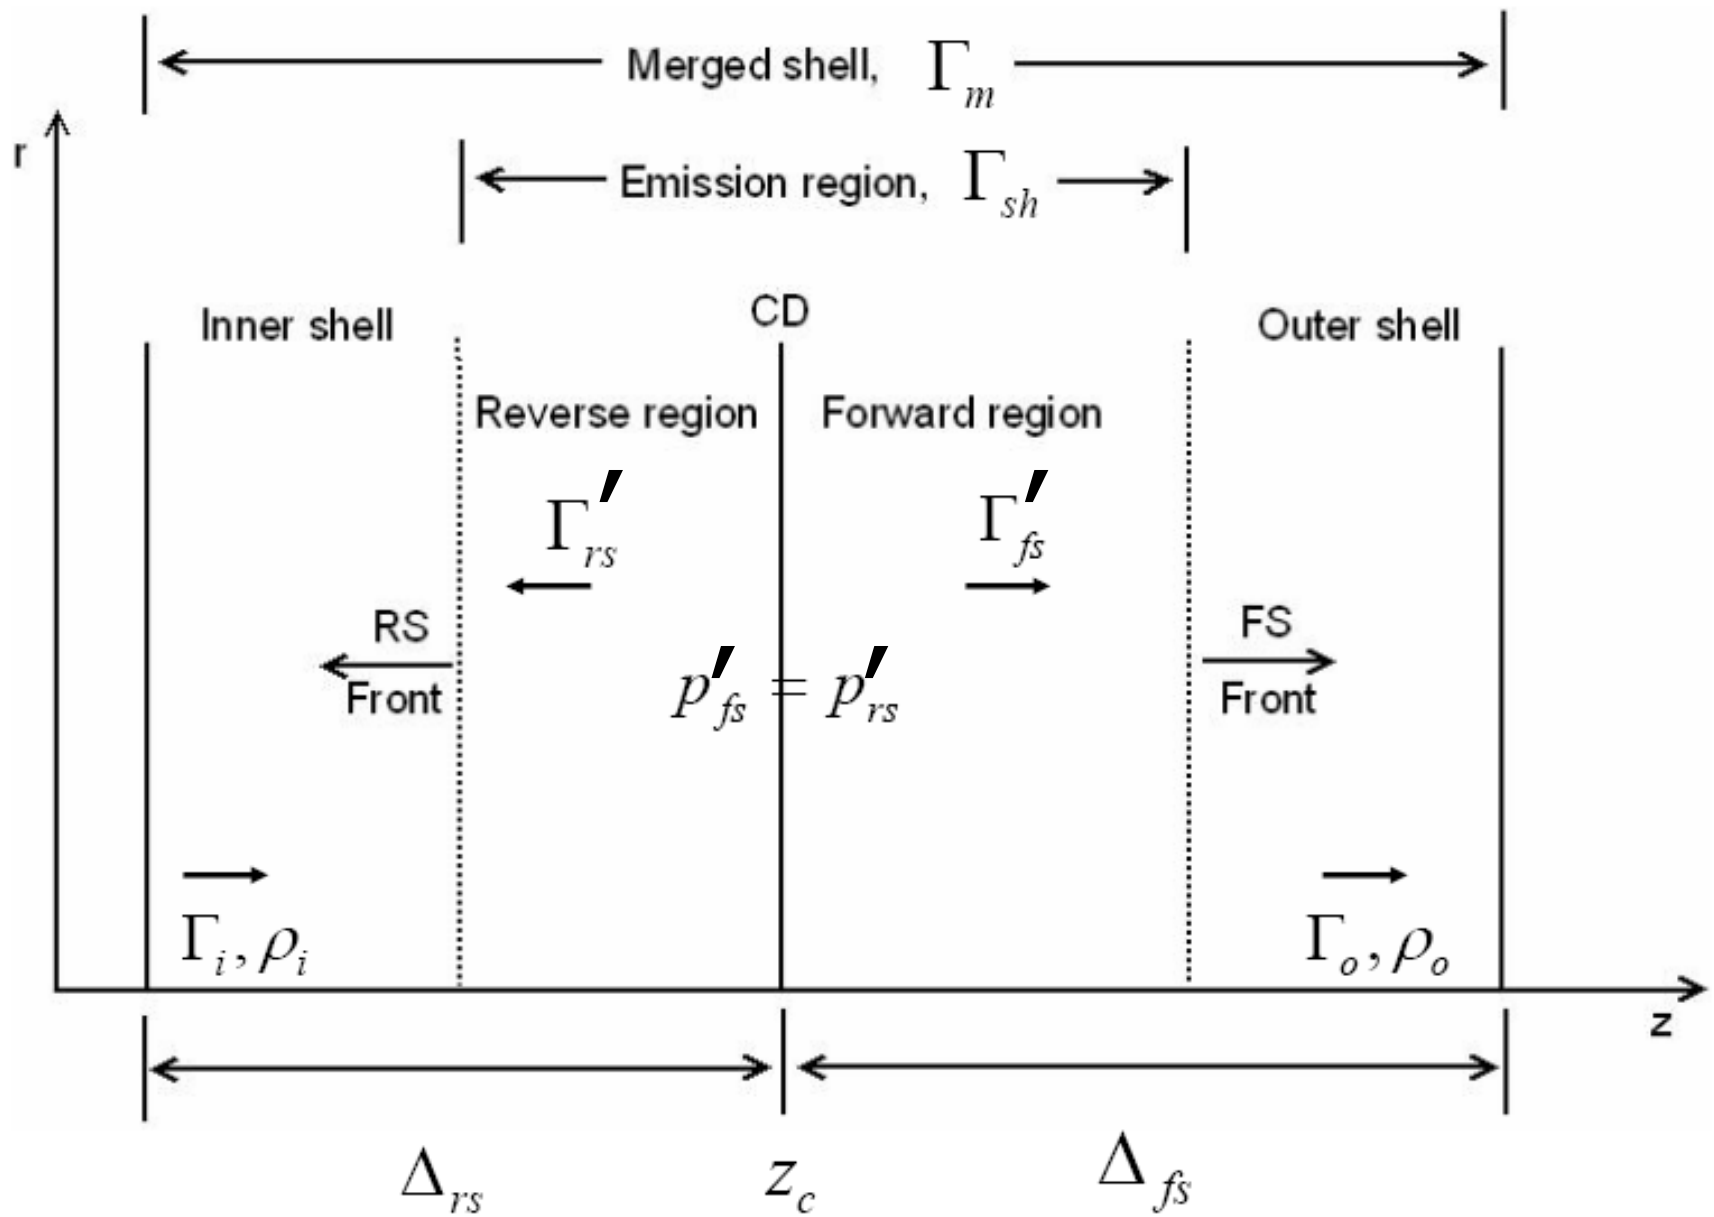 Merged shell, Γm
r
Emission region, Γsh
Inner shell
CD
Outer shell
Reverse region
Forward region
Γ′rs
Γ′fs
RS
Front
FS
Front
p′fs = p′rs
Γi, ρi
Γo, ρo
z
Δrs
zc
Δfs